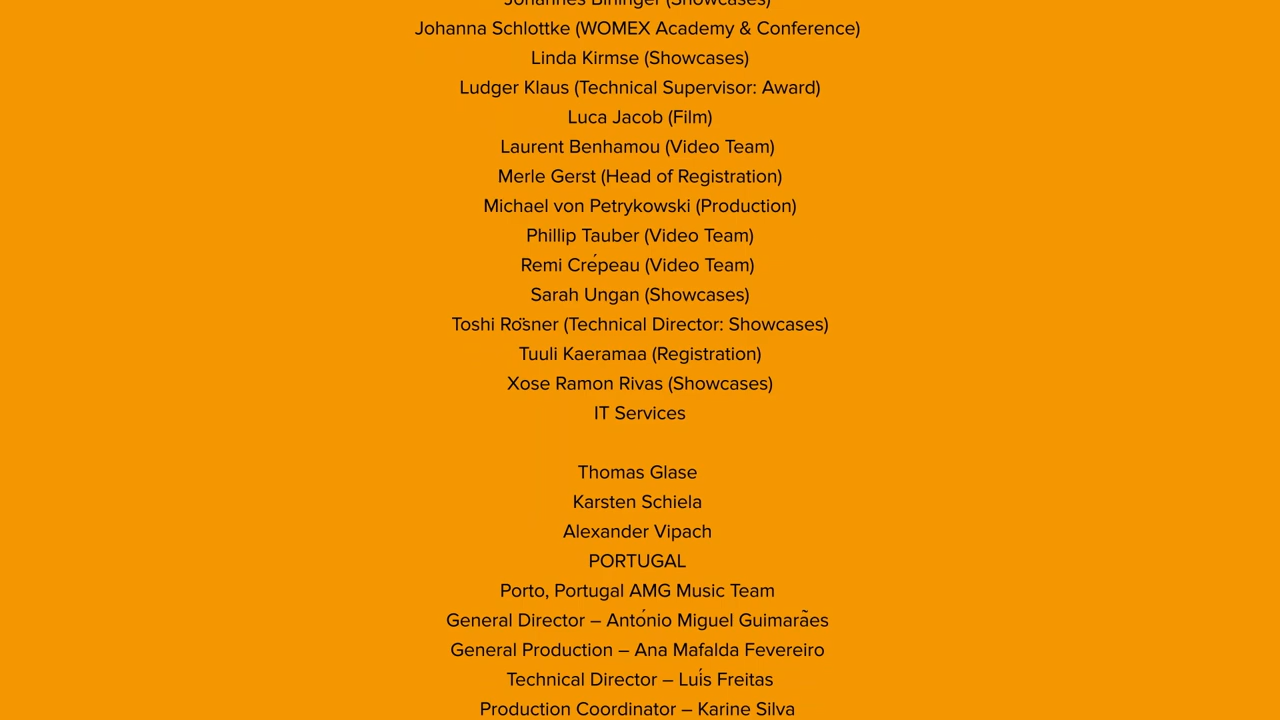 Johannes Bihinger (Showcases)
Johanna Schlottke (WOMEX Academy & Conference)
Linda Kirmse (Showcases)
Ludger Klaus (Technical Supervisor: Award)
Luca Jacob (Film)
Laurent Benhamou (Video Team)
Merle Gerst (Head of Registration)
Michael von Petrykowski (Production)
Phillip Tauber (Video Team)
Remi Crépeau (Video Team)
Sarah Ungan (Showcases)
Toshi Rösner (Technical Director: Showcases)
Tuuli Kaeramaa (Registration)
Xose Ramon Rivas (Showcases)
IT Services
Thomas Glase
Karsten Schiela
Alexander Vipach
PORTUGAL
Porto, Portugal AMG Music Team
General Director – António Miguel Guimarães
General Production – Ana Mafalda Fevereiro
Technical Director – Luís Freitas
Production Coordinator – Karine Silva